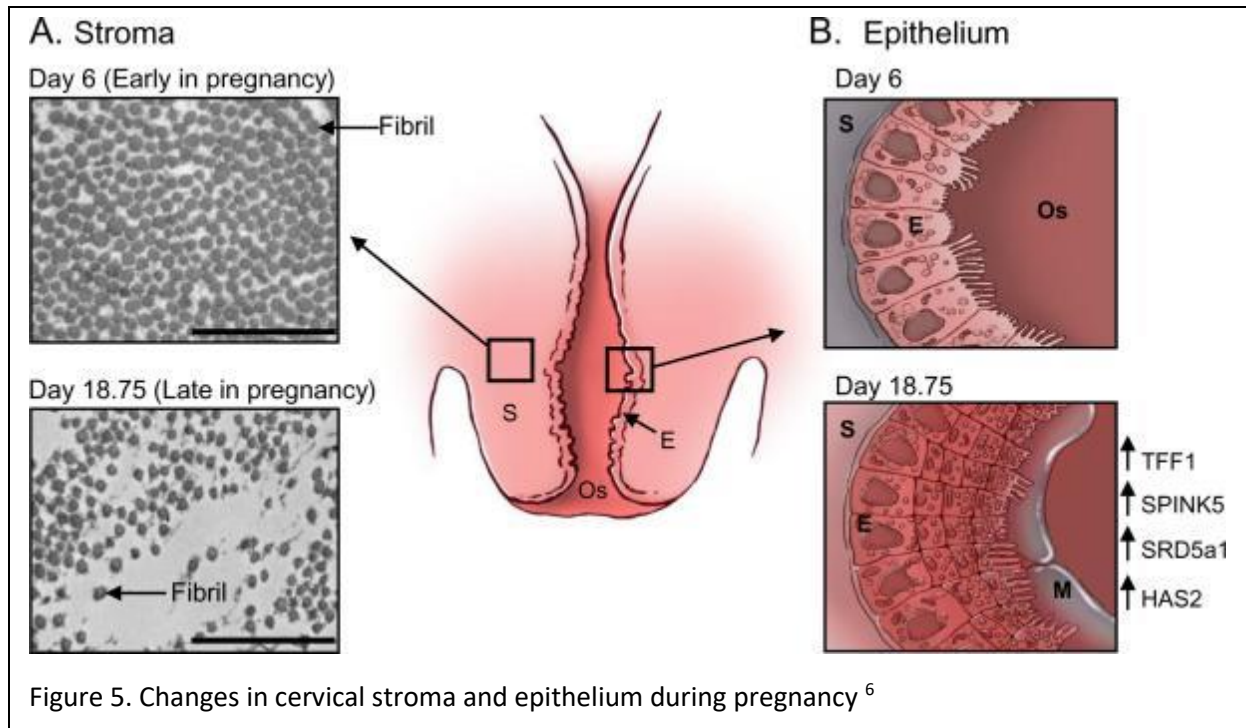 A. Stroma
Day 6 (Early in pregnancy)
Fibril
Day 18.75 (Late in pregnancy)
Fibril
S
E
Os
B. Epithelium
Day 6
S
E
Os
Day 18.75
S
E
M
↑ TFF1
↑ SPINK5
↑ SRD5a1
↑ HAS2
Figure 5. Changes in cervical stroma and epithelium during pregnancy 6